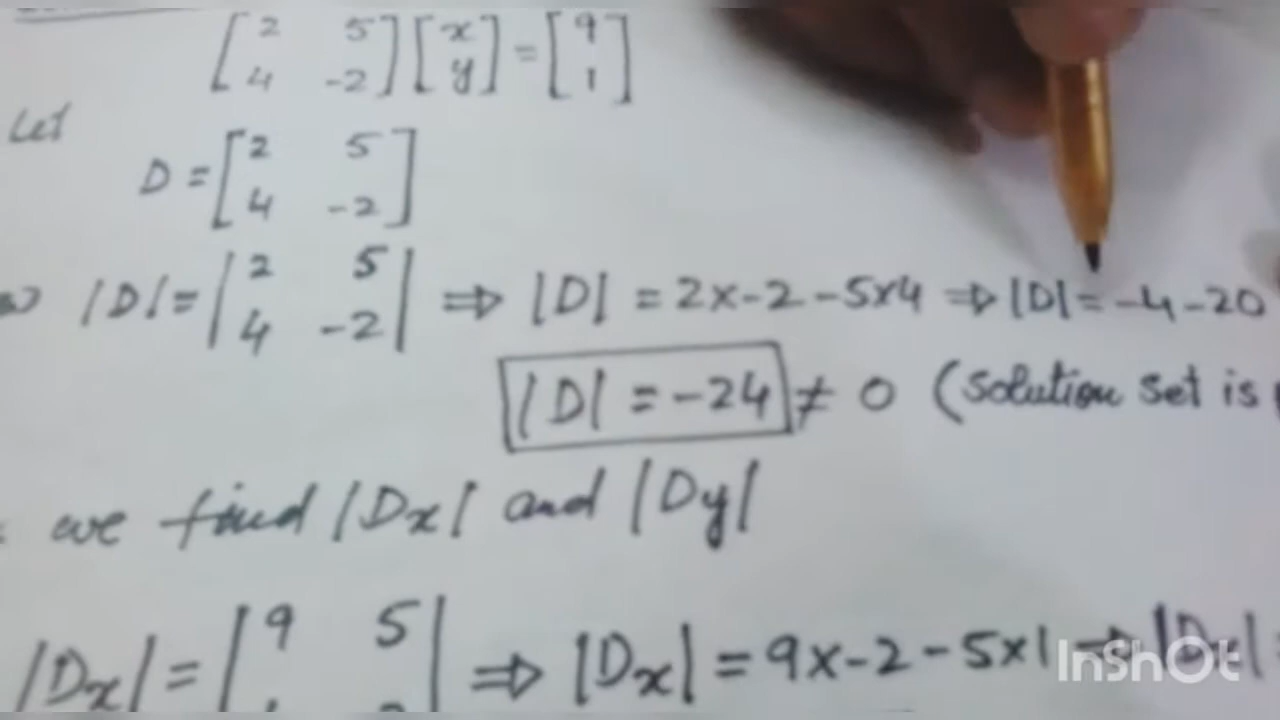 [2 5] [x] = [9]
[4 -2] [y] [1]
Let
D = [2 5]
[4 -2]
|D| = |2 5| ⇒ |D| = 2x-2-5x4 ⇒ |D| = -4-20
|4 -2|
|D| = -24 ≠ 0 (Solution set is
we find |Dx| and |Dy|
|Dx| = |9 5| ⇒ |Dx| = 9x-2-5x1 ⇒ |Dx| =
InShOt